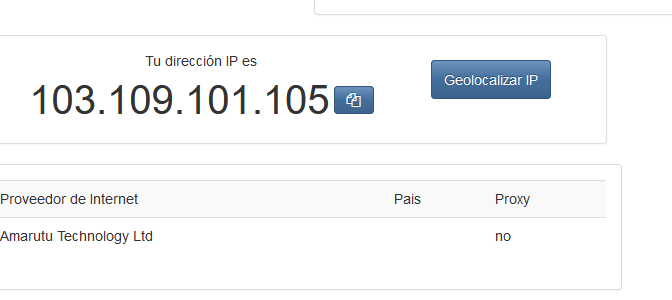 Tu dirección IP es
103.109.101.105
Geolocalizar IP
Proveedor de Internet Pais Proxy
Amarutu Technology Ltd no